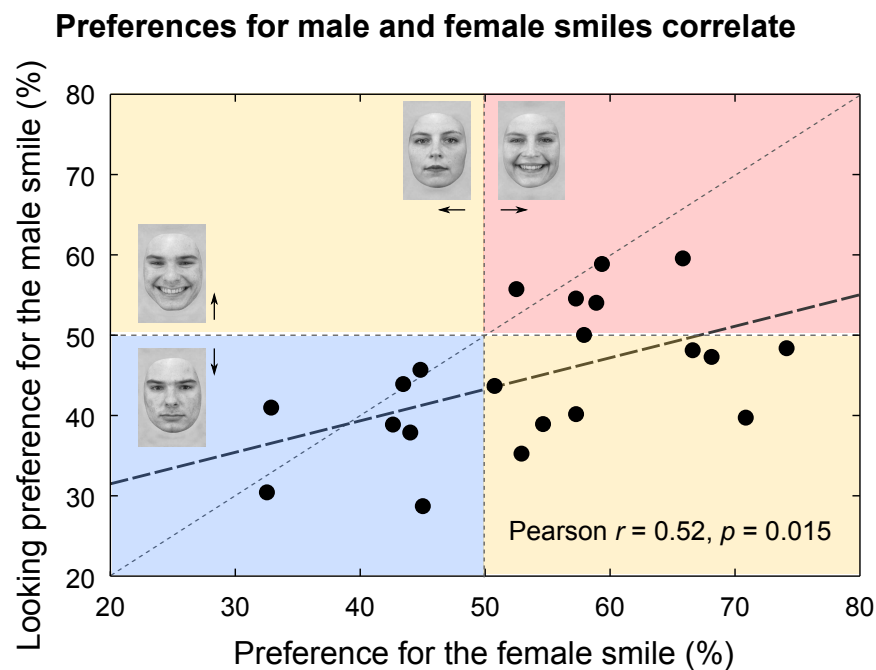 Preferences for male and female smiles correlate
Looking preference for the male smile (%)
80
70
60
50
40
30
20
Pearson r = 0.52, p = 0.015
20 30 40 50 60 70 80
Preference for the female smile (%)